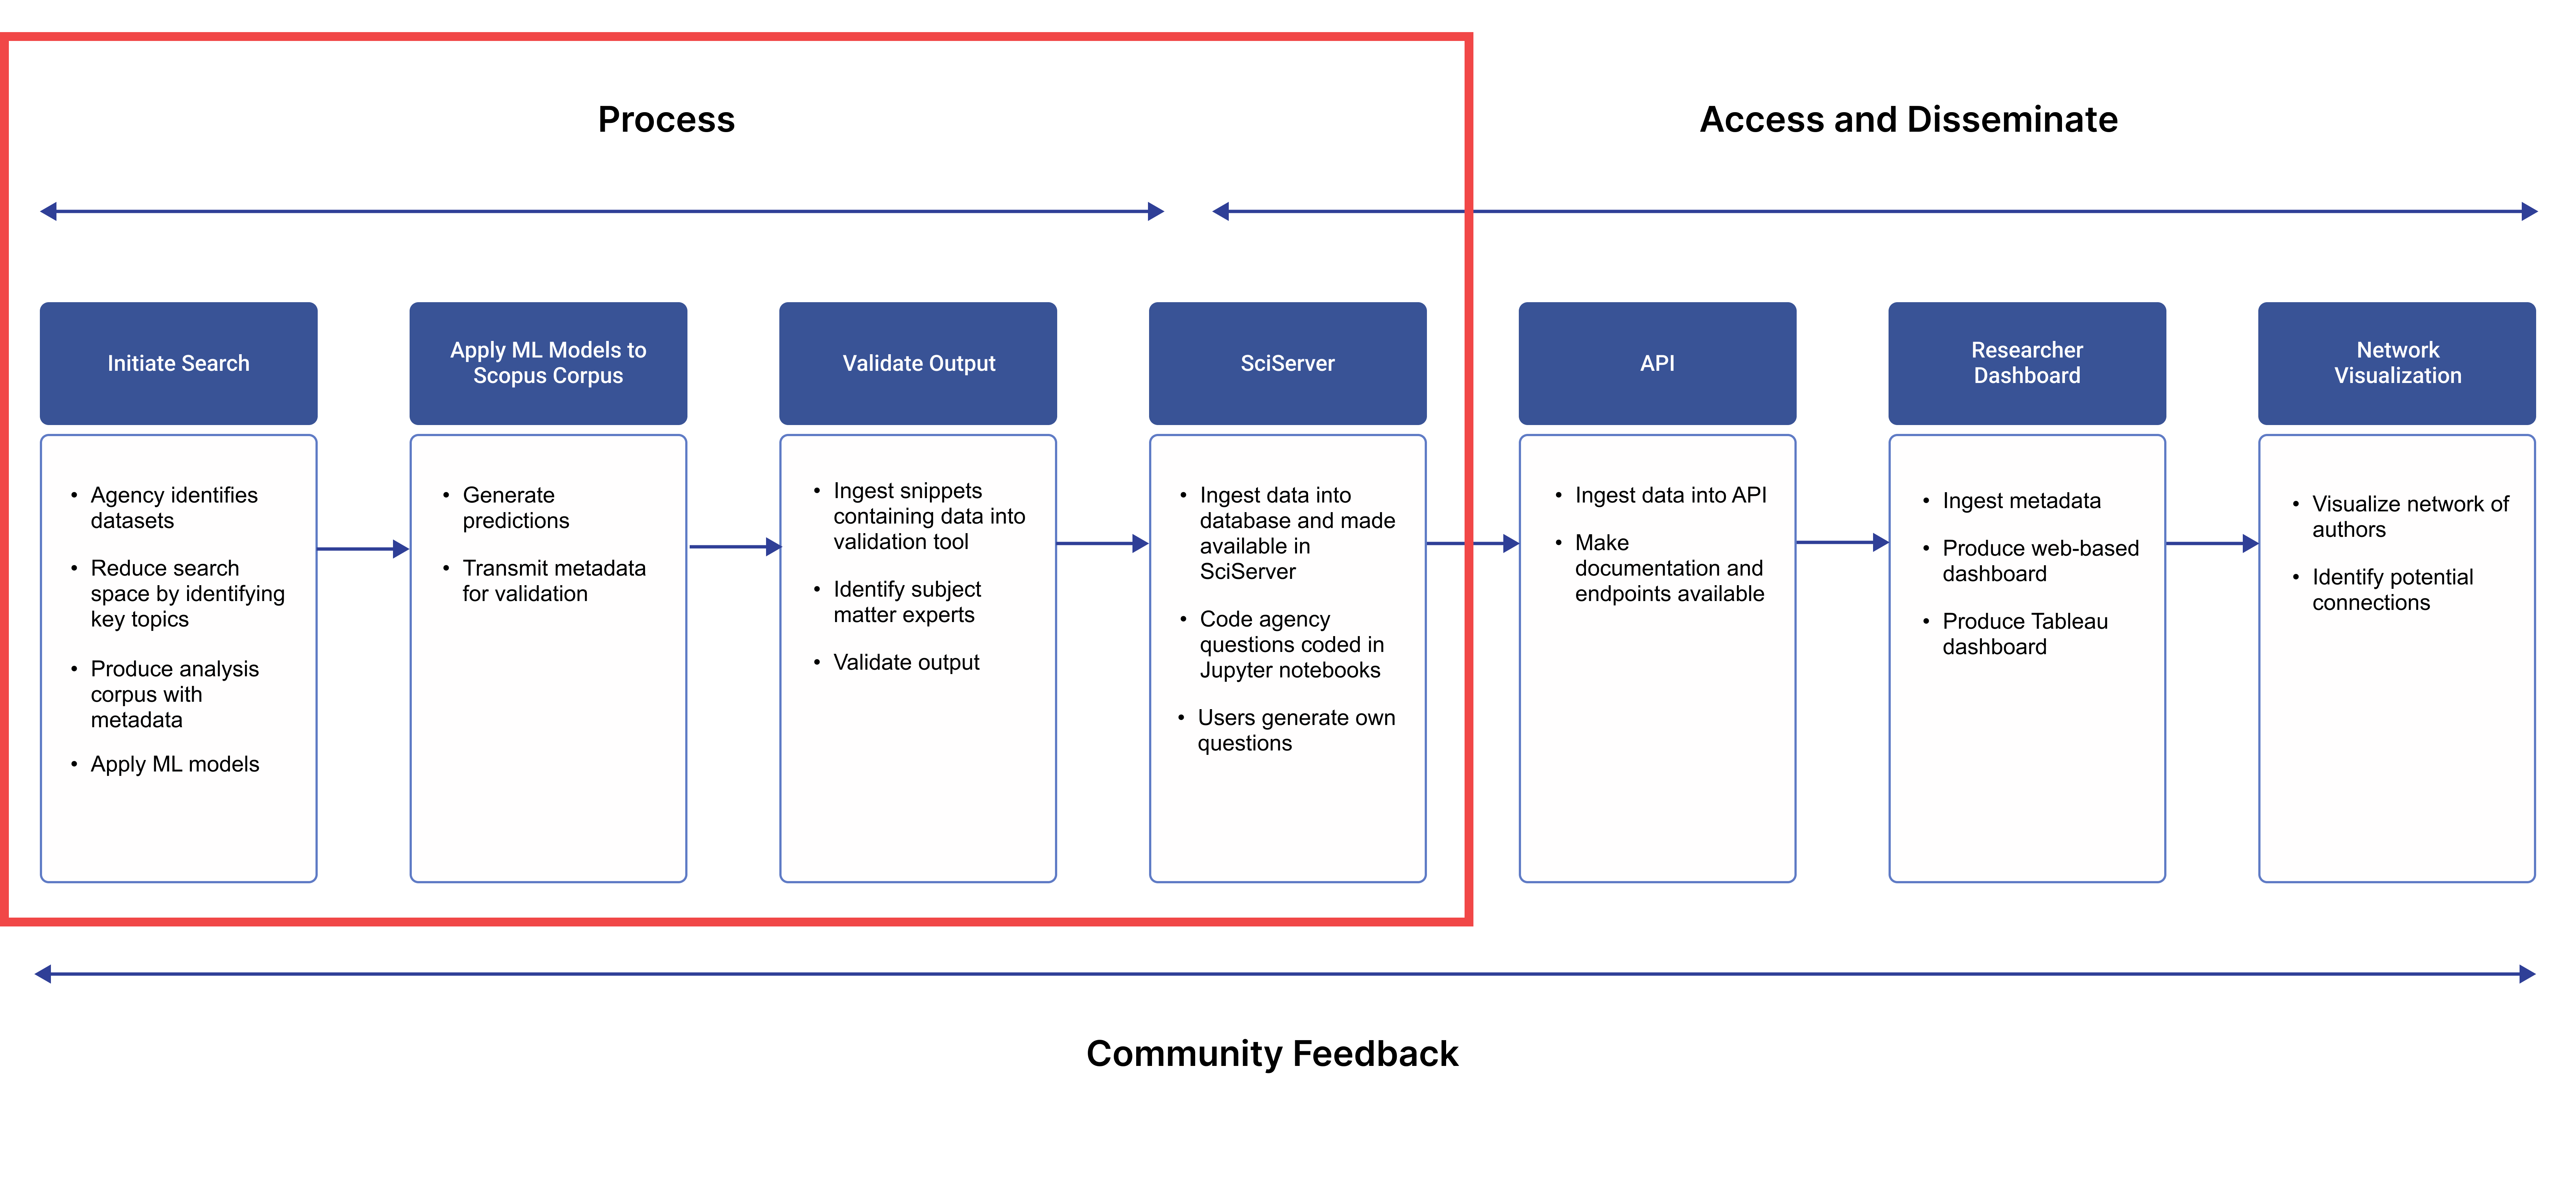 Process
Access and Disseminate
Initiate Search
• Agency identifies
datasets
• Reduce search
space by identifying
key topics
• Produce analysis
corpus with
metadata
• Apply ML models
Apply ML Models to
Scopus Corpus
• Generate
predictions
• Transmit metadata
for validation
Validate Output
• Ingest snippets
containing data into
validation tool
• Identify subject
matter experts
• Validate output
SciServer
• Ingest data into
database and made
available in
SciServer
• Code agency
questions coded in
Jupyter notebooks
• Users generate own
questions
API
• Ingest data into API
• Make
documentation and
endpoints available
Researcher
Dashboard
• Ingest metadata
• Produce web-based
dashboard
• Produce Tableau
dashboard
Network
Visualization
• Visualize network of
authors
• Identify potential
connections
Community Feedback